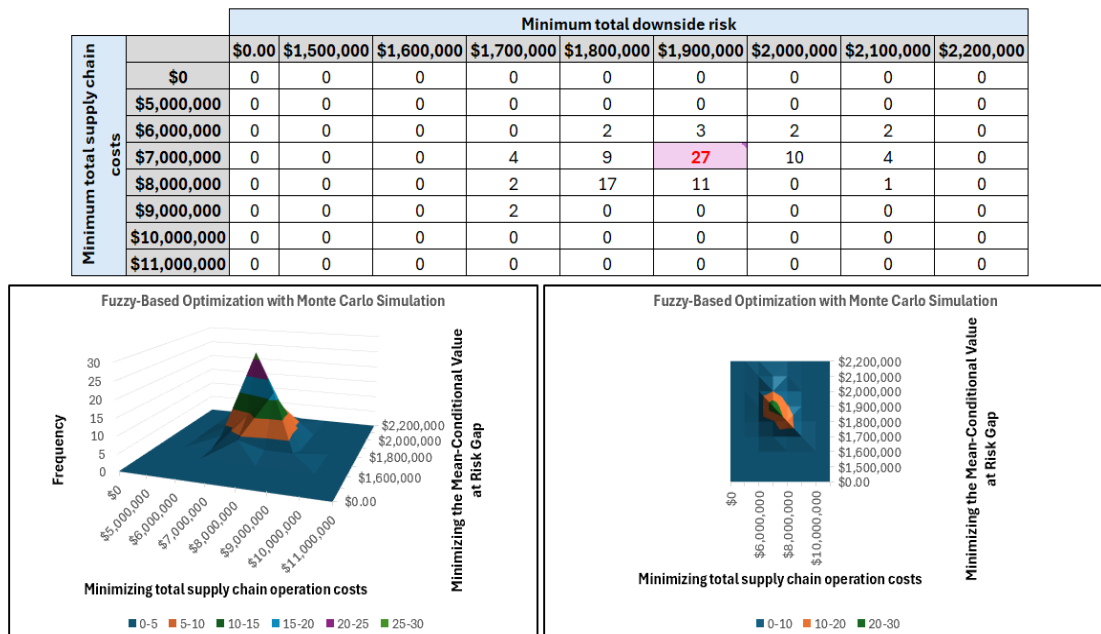 Minimum total downside risk
Minimum total supply chain costs
$0.00 $1,500,000 $1,600,000 $1,700,000 $1,800,000 $1,900,000 $2,000,000 $2,100,000 $2,200,000
$0 0 0 0 0 0 0 0 0 0
$5,000,000 0 0 0 0 0 0 0 0 0
$6,000,000 0 0 0 0 2 3 2 2 0
$7,000,000 0 0 0 4 9 27 10 4 0
$8,000,000 0 0 0 2 17 11 0 1 0
$9,000,000 0 0 0 2 0 0 0 0 0
$10,000,000 0 0 0 0 0 0 0 0 0
$11,000,000 0 0 0 0 0 0 0 0 0
Fuzzy-Based Optimization with Monte Carlo Simulation
Frequency
30
25
20
15
10
5
0
$0
$5,000,000
$6,000,000
$7,000,000
$8,000,000
$9,000,000
$10,000,000
$11,000,000
$2,200,000
$2,000,000
$1,800,000
$1,600,000
$0.00
Minimizing the Mean-Conditional Value
at Risk Gap
Minimizing total supply chain operation costs
0-5 5-10 10-15 15-20 20-25 25-30
Fuzzy-Based Optimization with Monte Carlo Simulation
$2,200,000
$2,100,000
$2,000,000
$1,900,000
$1,800,000
$1,700,000
$1,600,000
$1,500,000
$0.00
$0
$6,000,000
$8,000,000
$10,000,000
Minimizing the Mean-Conditional Value
at Risk Gap
Minimizing total supply chain operation costs
0-10 10-20 20-30